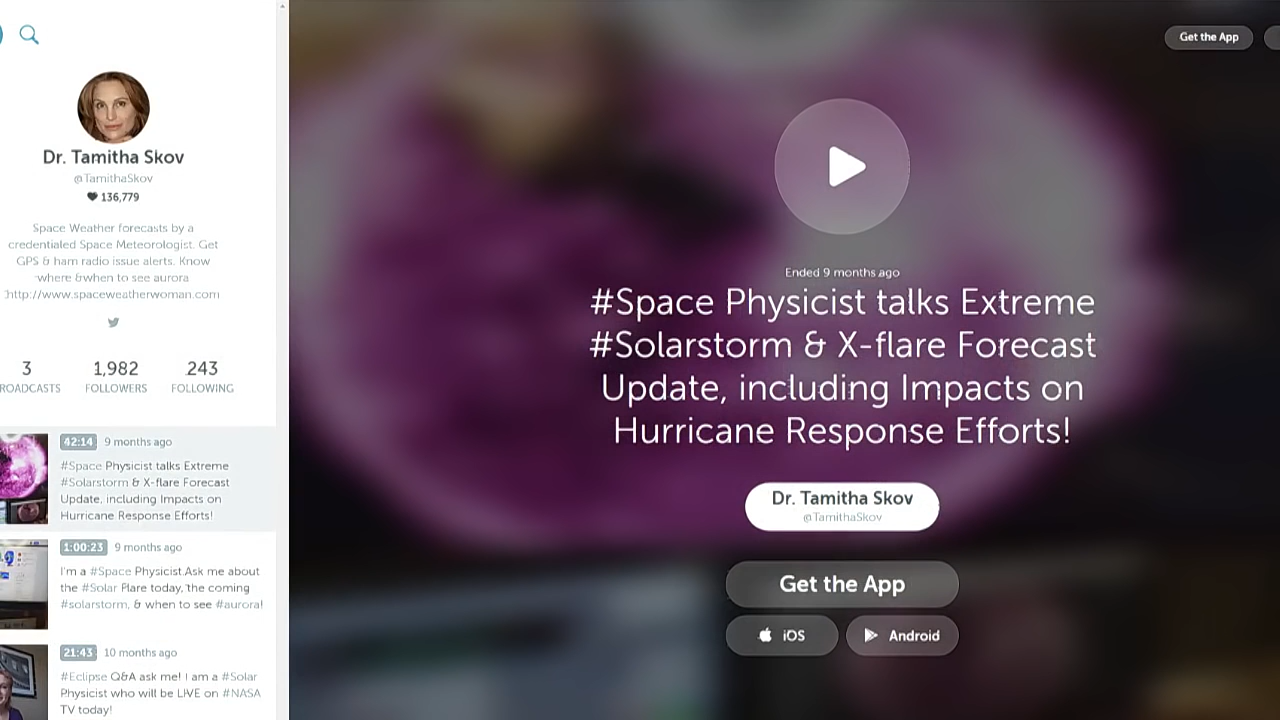 Get the App
Dr. Tamitha Skov
@TamithaSkov
136,779
Space Weather forecasts by a
credentialed Space Meteorologist. Get
GPS & ham radio issue alerts. Know
where &when to see aurora
http://www.spaceweatherwoman.com
3
1,982
243
ROADCASTS
FOLLOWERS
FOLLOWING
42:14 9 months ago
#Space Physicist talks Extreme
#Solarstorm & X-flare Forecast
Update, including Impacts on
Hurricane Response Efforts!
1:00:23 9 months ago
I'm a #Space Physicist.Ask me about
the #Solar Flare today, the coming
#solarstorm, & when to see #aurora!
21:43 10 months ago
#Eclipse Q&A ask me! I am a #Solar
Physicist who will be LIVE on #NASA
TV today!
Ended 9 months ago
#Space Physicist talks Extreme
#Solarstorm & X-flare Forecast
Update, including Impacts on
Hurricane Response Efforts!
Dr. Tamitha Skov
@TamithaSkov
Get the App
iOS
Android